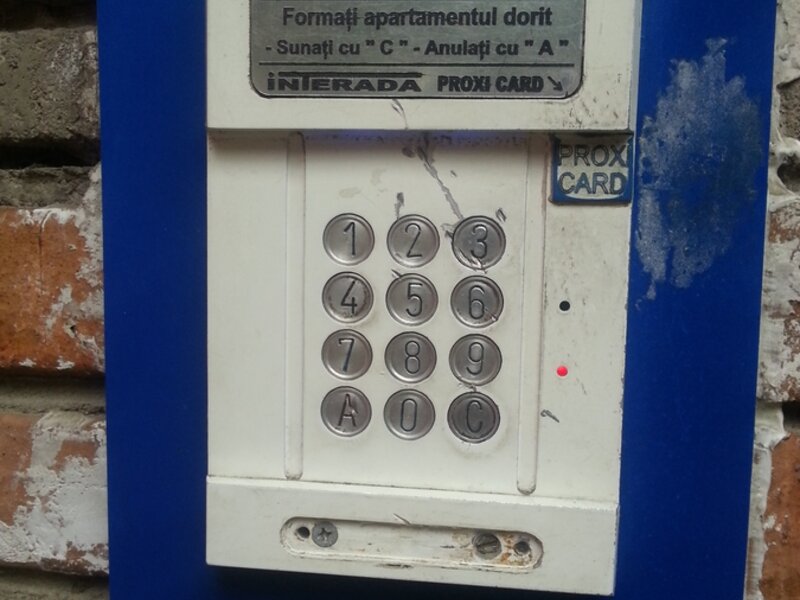 Formați apartamentul dorit
- Sunați cu " C " - Anulați cu " A "
INTERADA PROXI CARD
PROXI
CARD
1 2 3
4 5 6
7 8 9
A 0 C